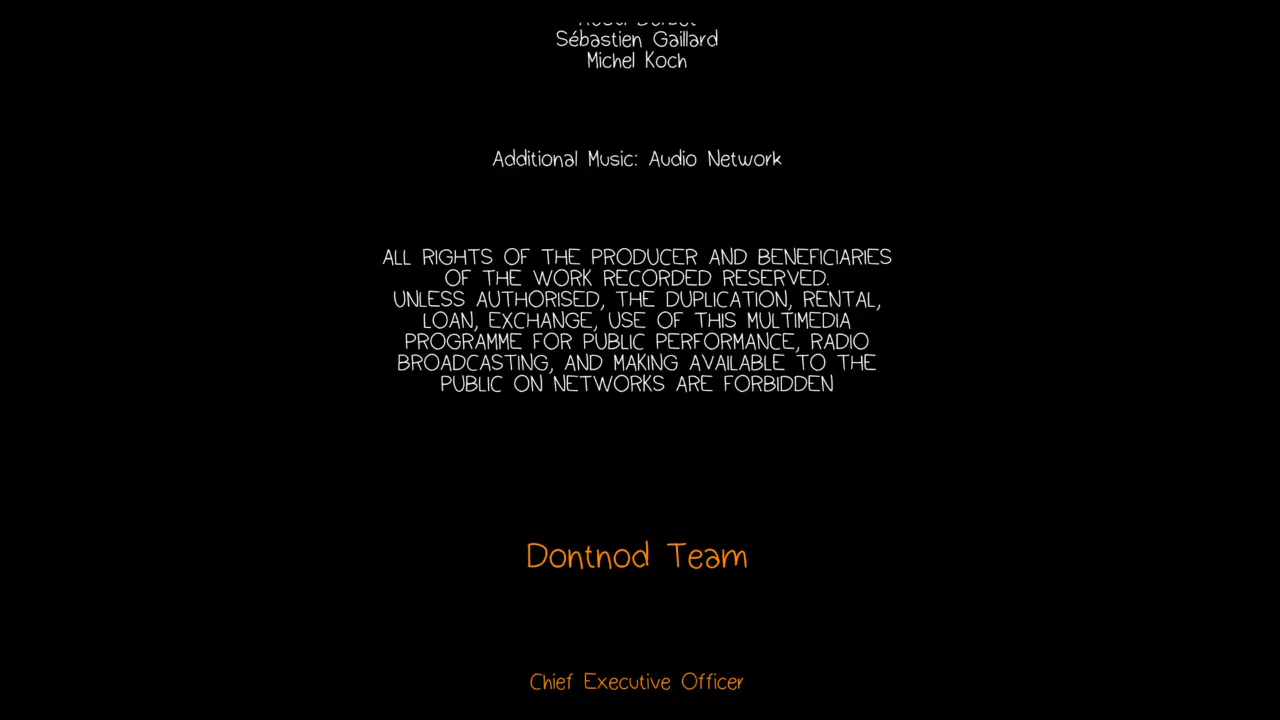 Sébastien Gaillard
Michel Koch
Additional Music: Audio Network
ALL RIGHTS OF THE PRODUCER AND BENEFICIARIES
OF THE WORK RECORDED RESERVED.
UNLESS AUTHORISED, THE DUPLICATION, RENTAL,
LOAN, EXCHANGE, USE OF THIS MULTIMEDIA
PROGRAMME FOR PUBLIC PERFORMANCE, RADIO
BROADCASTING, AND MAKING AVAILABLE TO THE
PUBLIC ON NETWORKS ARE FORBIDDEN
Dontnod Team
Chief Executive Officer